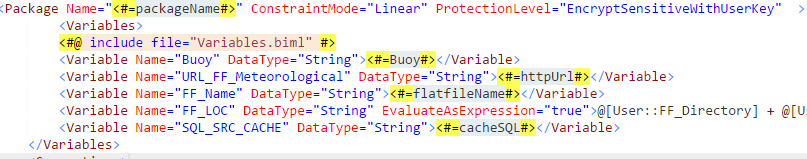 <Package Name="<#=packageName#>" ConstraintMode="Linear" ProtectionLevel="EncryptSensitiveWithUserKey" >
<Variables>
<#@ include file="Variables.biml" #>
<Variable Name="Buoy" DataType="String"><#=Buoy#></Variable>
<Variable Name="URL_FF_Meteorological" DataType="String"><#=httpUrl#></Variable>
<Variable Name="FF_Name" DataType="String"><#=flatfileName#></Variable>
<Variable Name="FF_LOC" DataType="String" EvaluateAsExpression="true">@[User::FF_Directory] + @[U
<Variable Name="SQL_SRC_CACHE" DataType="String"><#=cacheSQL#></Variable>
</Variables>